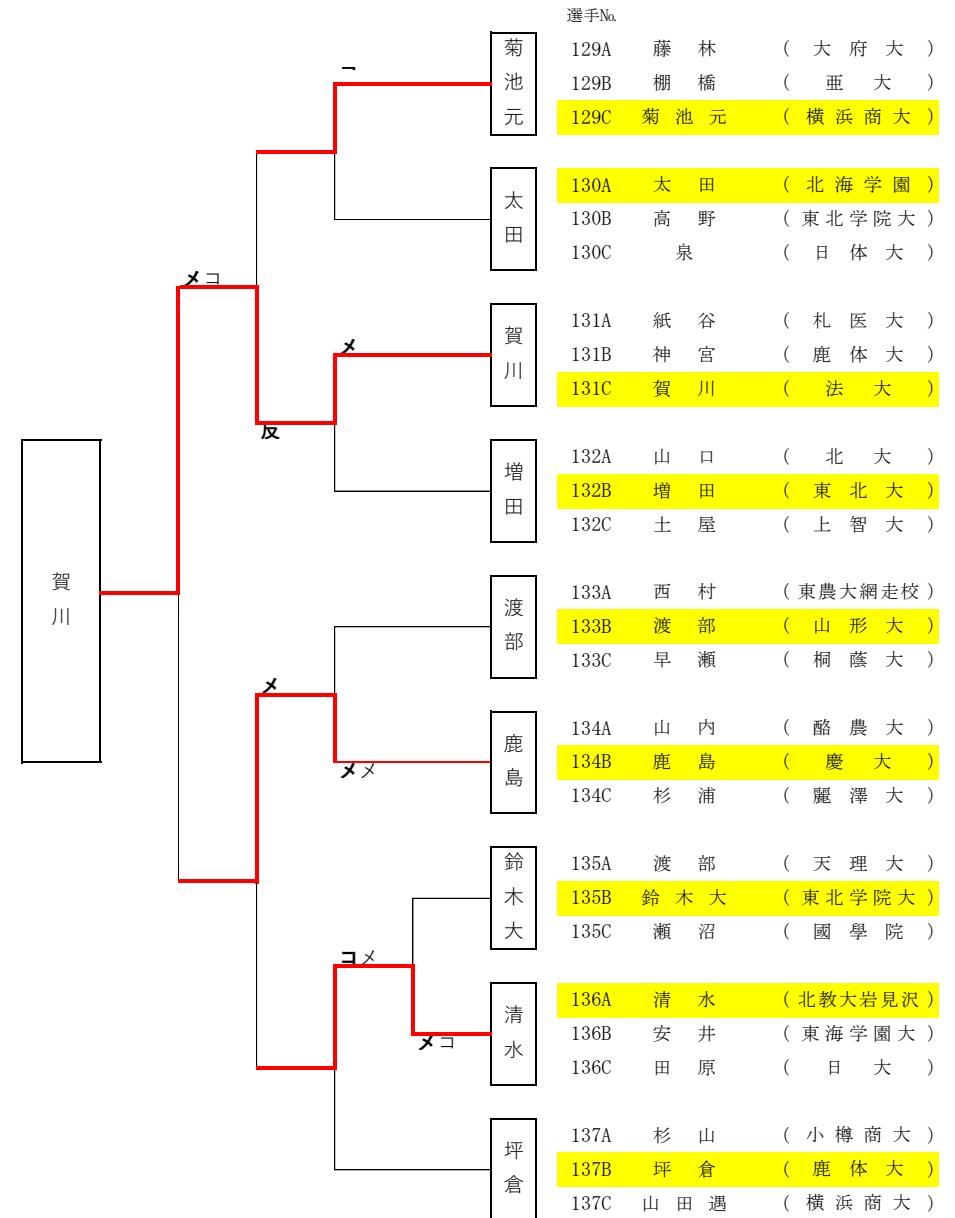 選手№
129A 藤林 (大府大)
129B 棚橋 (亜大)
129C 菊池元 (横浜商大)
130A 太田 (北海学園)
130B 高野 (東北学院大)
130C 泉 (日体大)
131A 紙谷 (札医大)
131B 神宮 (鹿体大)
131C 賀川 (法大)
132A 山口 (北大)
132B 増田 (東北大)
132C 土屋 (上智大)
133A 西村 (東農大網走校)
133B 渡部 (山形大)
133C 早瀬 (桐蔭大)
134A 山内 (酪農大)
134B 鹿島 (慶大)
134C 杉浦 (麗澤大)
135A 渡部 (天理大)
135B 鈴木大 (東北学院大)
135C 瀬沼 (國學院)
136A 清水 (北教大岩見沢)
136B 安井 (東海学園大)
136C 田原 (日大)
137A 杉山 (小樽商大)
137B 坪倉 (鹿体大)
137C 山田遇 (横浜商大)
菊池元
太田
賀川
増田
渡部
鹿島
鈴木大
清水
坪倉
メコ
メ
反
メ
メメ
コメ
メコ
賀川